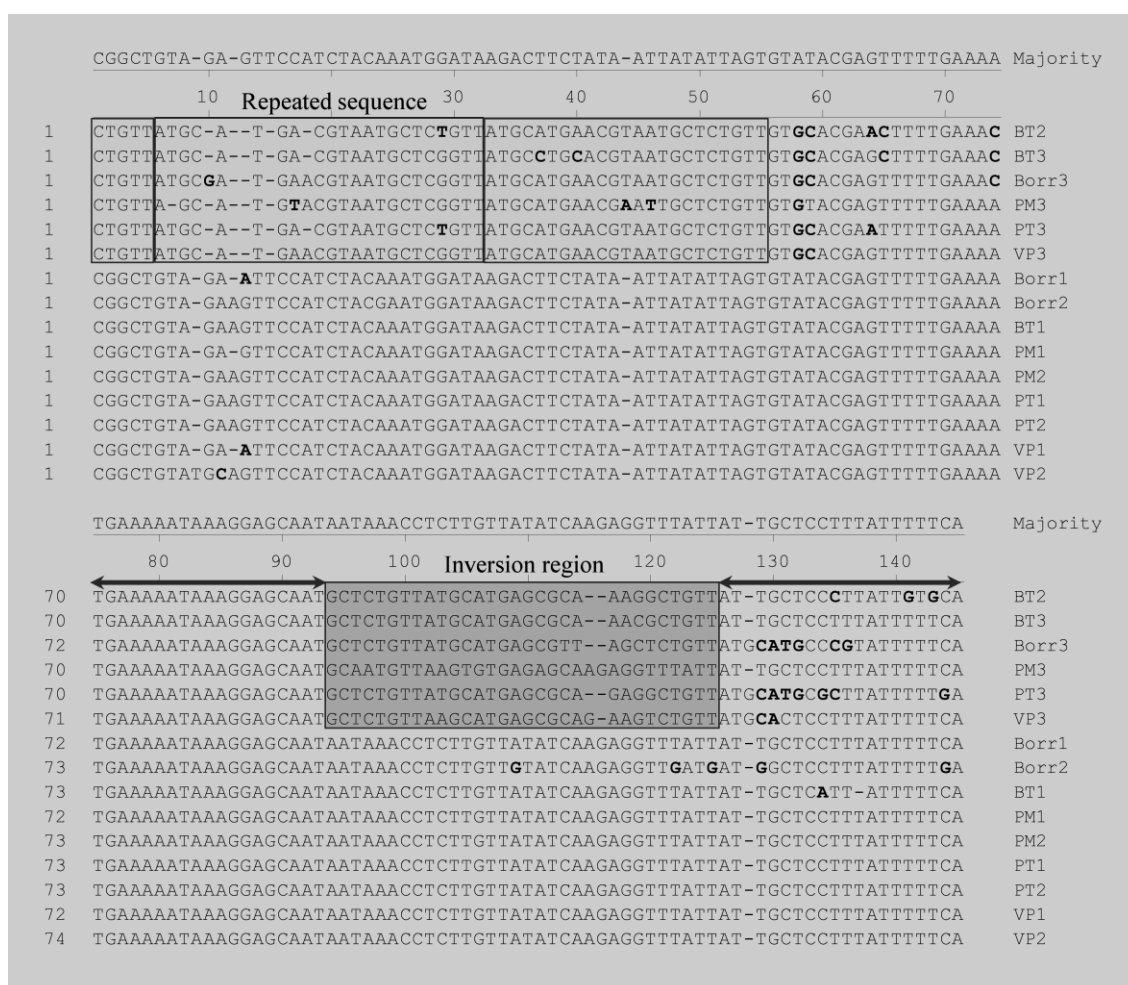 CGGCTGTA-GA-GTTCCATCTACAAATGGATAAGACTTCTATA-ATTATATTAGTGTATACGAGTTTTTGAAAA Majority
10 Repeated sequence 30 40 50 60 70
1 CTGTTATGC-A--T-GA-CGTAATGCTCTGTTATGCATGAACGTAATGCTCTGTTGTGCACGAACTTTTGAAAC BT2
1 CTGTTATGC-A--T-GA-CGTAATGCTCGGTTATGCCTGCACGTAATGCTCTGTTGTGCACGAGCTTTTGAAAC BT3
1 CTGTTATGCGA--T-GAACGTAATGCTCGGTTATGCATGAACGTAATGCTCTGTTGTGCACGAGTTTTTGAAAC Borr3
1 CTGTTA-GC-A--T-GTACGTAATGCTCGGTTATGCATGAACGAATTGCTCTGTTGTGTACGAGTTTTTGAAAA PM3
1 CTGTTATGC-A--T-GA-CGTAATGCTCTGTTATGCATGAACGTAATGCTCTGTTGTGCACGAATTTTTGAAAA PT3
1 CTGTTATGC-A--T-GAACGTAATGCTCGGTTATGCATGAACGTAATGCTCTGTTGTGCACGAGTTTTTGAAAA VP3
1 CGGCTGTA-GA-ATTCCATCTACAAATGGATAAGACTTCTATA-ATTATATTAGTGTATACGAGTTTTTGAAAA Borr1
1 CGGCTGTA-GAAGTTCCATCTACGAATGGATAAGACTTCTATA-ATTATATTAGTGTATACGAGTTTTTGAAAA Borr2
1 CGGCTGTA-GAAGTTCCATCTACAAATGGATAAGACTTCTATA-ATTATATTAGTGTATACGAGTTTTTGAAAA BT1
1 CGGCTGTA-GA-GTTCCATCTACAAATGGATAAGACTTCTATA-ATTATATTAGTGTATACGAGTTTTTGAAAA PM1
1 CGGCTGTA-GAAGTTCCATCTACAAATGGATAAGACTTCTATA-ATTATATTAGTGTATACGAGTTTTTGAAAA PM2
1 CGGCTGTA-GAAGTTCCATCTACAAATGGATAAGACTTCTATA-ATTATATTAGTGTATACGAGTTTTTGAAAA PT1
1 CGGCTGTA-GAAGTTCCATCTACAAATGGATAAGACTTCTATA-ATTATATTAGTGTATACGAGTTTTTGAAAA PT2
1 CGGCTGTA-GA-ATTCCATCTACAAATGGATAAGACTTCTATA-ATTATATTAGTGTATACGAGTTTTTGAAAA VP1
1 CGGCTGTATGCAGTTCCATCTACAAATGGATAAGACTTCTATA-ATTATATTAGTGTATACGAGTTTTTGAAAA VP2
TGAAAAATAAAGGAGCAATAATAAACCTCTTGTTATATCAAGAGGTTTATTAT-TGCTCCTTTATTTTTCA Majority
80 90 100 Inversion region 120 130 140
70 TGAAAAATAAAGGAGCAATGCTCTGTTATGCATGAGCGCA--AAGGCTGTTAT-TGCTCCCTTATTGTGCA BT2
70 TGAAAAATAAAGGAGCAATGCTCTGTTATGCATGAGCGCA--AACGCTGTTAT-TGCTCCTTTATTTTTCA BT3
72 TGAAAAATAAAGGAGCAATGCTCTGTTATGCATGAGCGTT--AGCTCTGTTATGCATGCCCGTATTTTTCA Borr3
70 TGAAAAATAAAGGAGCAATGCAATGTTAAGTGTGAGAGCAAGAGGTTTATTAT-TGCTCCTTTATTTTTCA PM3
70 TGAAAAATAAAGGAGCAATGCTCTGTTATGCATGAGCGCA--GAGGCTGTTATGCATGCGCTTATTTTTGA PT3
71 TGAAAAATAAAGGAGCAATGCTCTGTTAAGCATGAGCGCAG-AAGTCTGTTATGCACTCCTTTATTTTTCA VP3
72 TGAAAAATAAAGGAGCAATAATAAACCTCTTGTTATATCAAGAGGTTTATTAT-TGCTCCTTTATTTTTCA Borr1
73 TGAAAAATAAAGGAGCAATAATAAACCTCTTGTTGTATCAAGAGGTTGATGAT-GGCTCCTTTATTTTTGA Borr2
73 TGAAAAATAAAGGAGCAATAATAAACCTCTTGTTATATCAAGAGGTTTATTAT-TGCTCATT-ATTTTTCA BT1
72 TGAAAAATAAAGGAGCAATAATAAACCTCTTGTTATATCAAGAGGTTTATTAT-TGCTCCTTTATTTTTCA PM1
73 TGAAAAATAAAGGAGCAATAATAAACCTCTTGTTATATCAAGAGGTTTATTAT-TGCTCCTTTATTTTTCA PM2
73 TGAAAAATAAAGGAGCAATAATAAACCTCTTGTTATATCAAGAGGTTTATTAT-TGCTCCTTTATTTTTCA PT1
73 TGAAAAATAAAGGAGCAATAATAAACCTCTTGTTATATCAAGAGGTTTATTAT-TGCTCCTTTATTTTTCA PT2
72 TGAAAAATAAAGGAGCAATAATAAACCTCTTGTTATATCAAGAGGTTTATTAT-TGCTCCTTTATTTTTCA VP1
74 TGAAAAATAAAGGAGCAATAATAAACCTCTTGTTATATCAAGAGGTTTATTAT-TGCTCCTTTATTTTTCA VP2